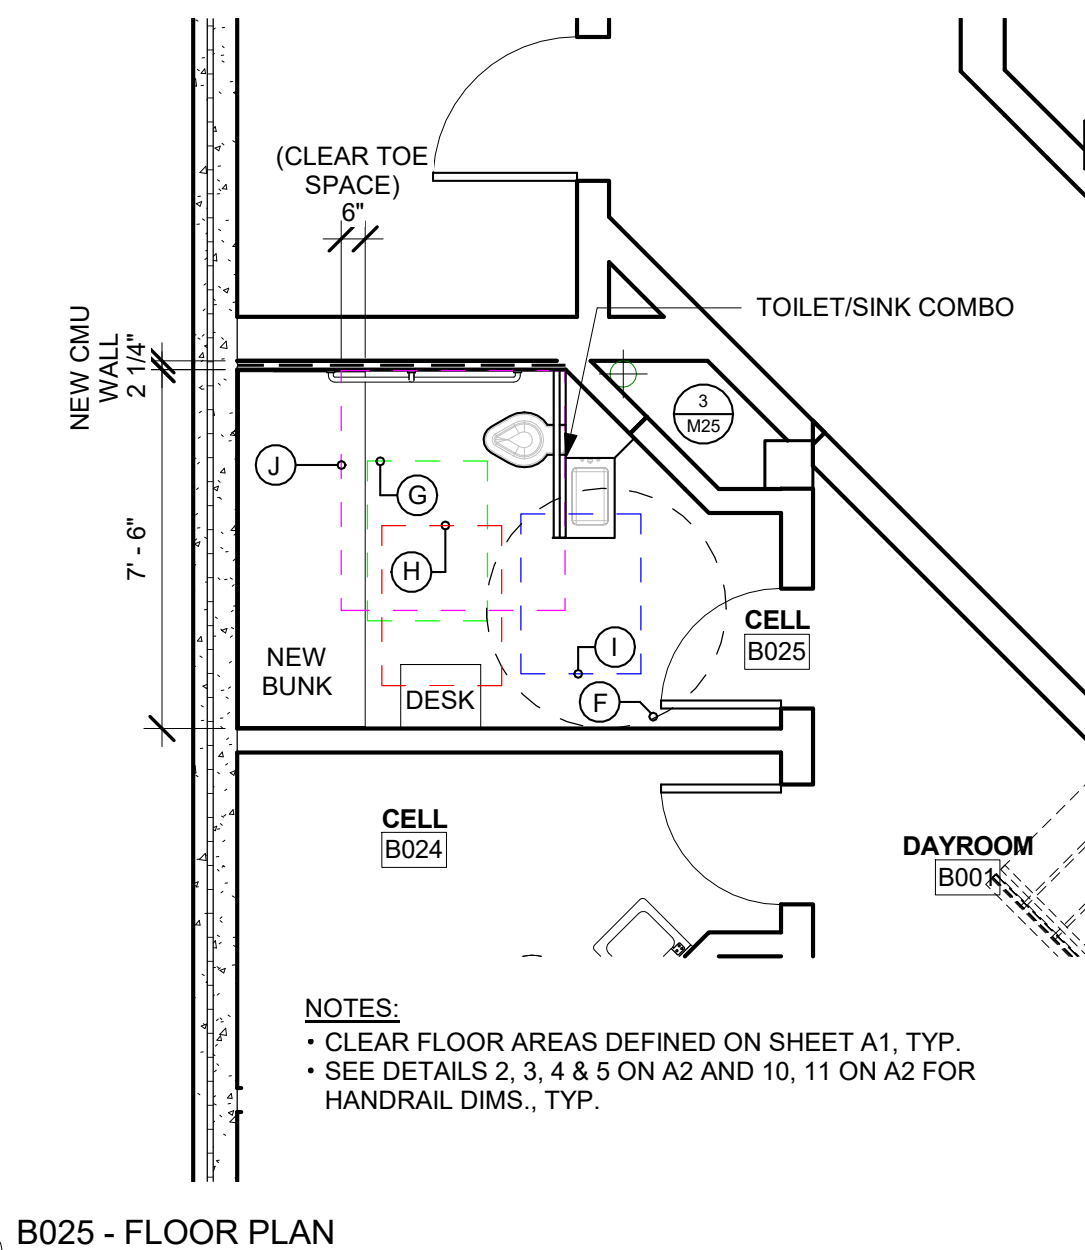 (CLEAR TOE
SPACE)
6"
TOILET/SINK COMBO
NEW CMU
WALL
2 1/4"
3
M25
J
G
H
7' - 6"
CELL
B025
I
NEW
BUNK
DESK
F
CELL
B024
DAYROOM
B001
NOTES:
• CLEAR FLOOR AREAS DEFINED ON SHEET A1, TYP.
• SEE DETAILS 2, 3, 4 & 5 ON A2 AND 10, 11 ON A2 FOR
HANDRAIL DIMS., TYP.
B025 - FLOOR PLAN